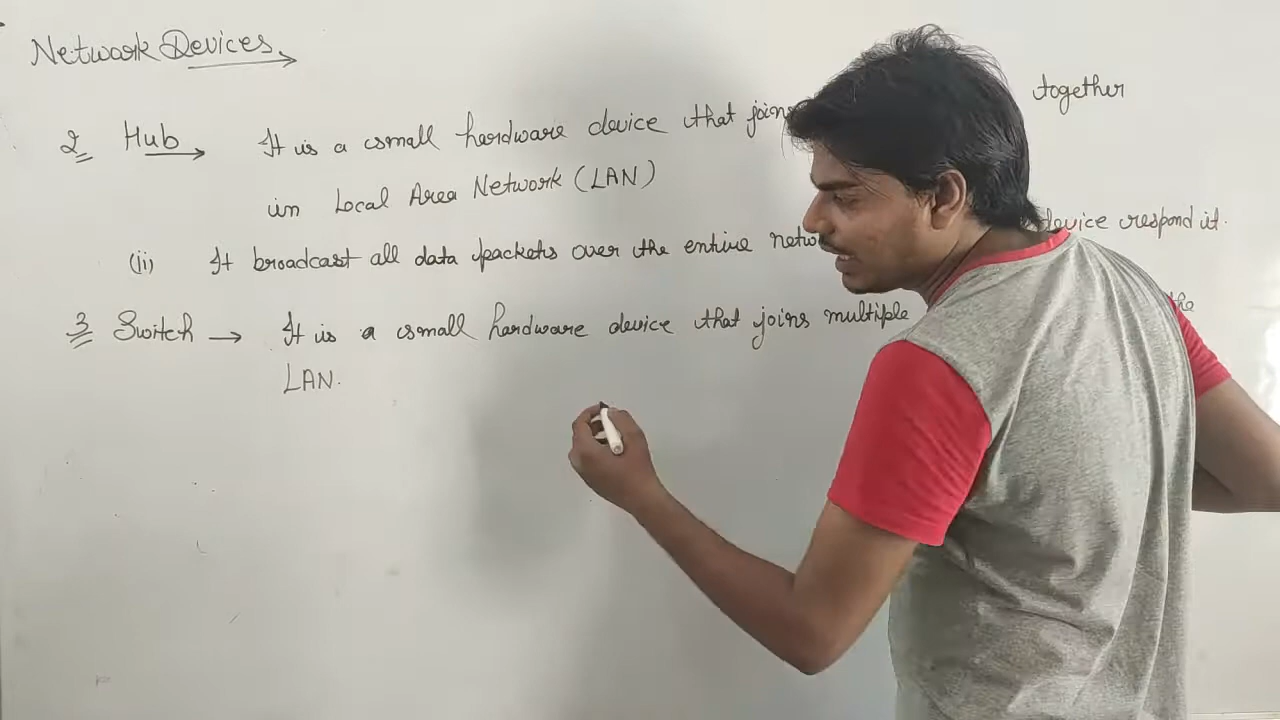 Network Devices
2 Hub It is a small hardware device that joins together
in Local Area Network (LAN)
(ii) It broadcast all data packets over the entire device respond it.
3 Switch → It is a small hardware device that joins multiple the
LAN.